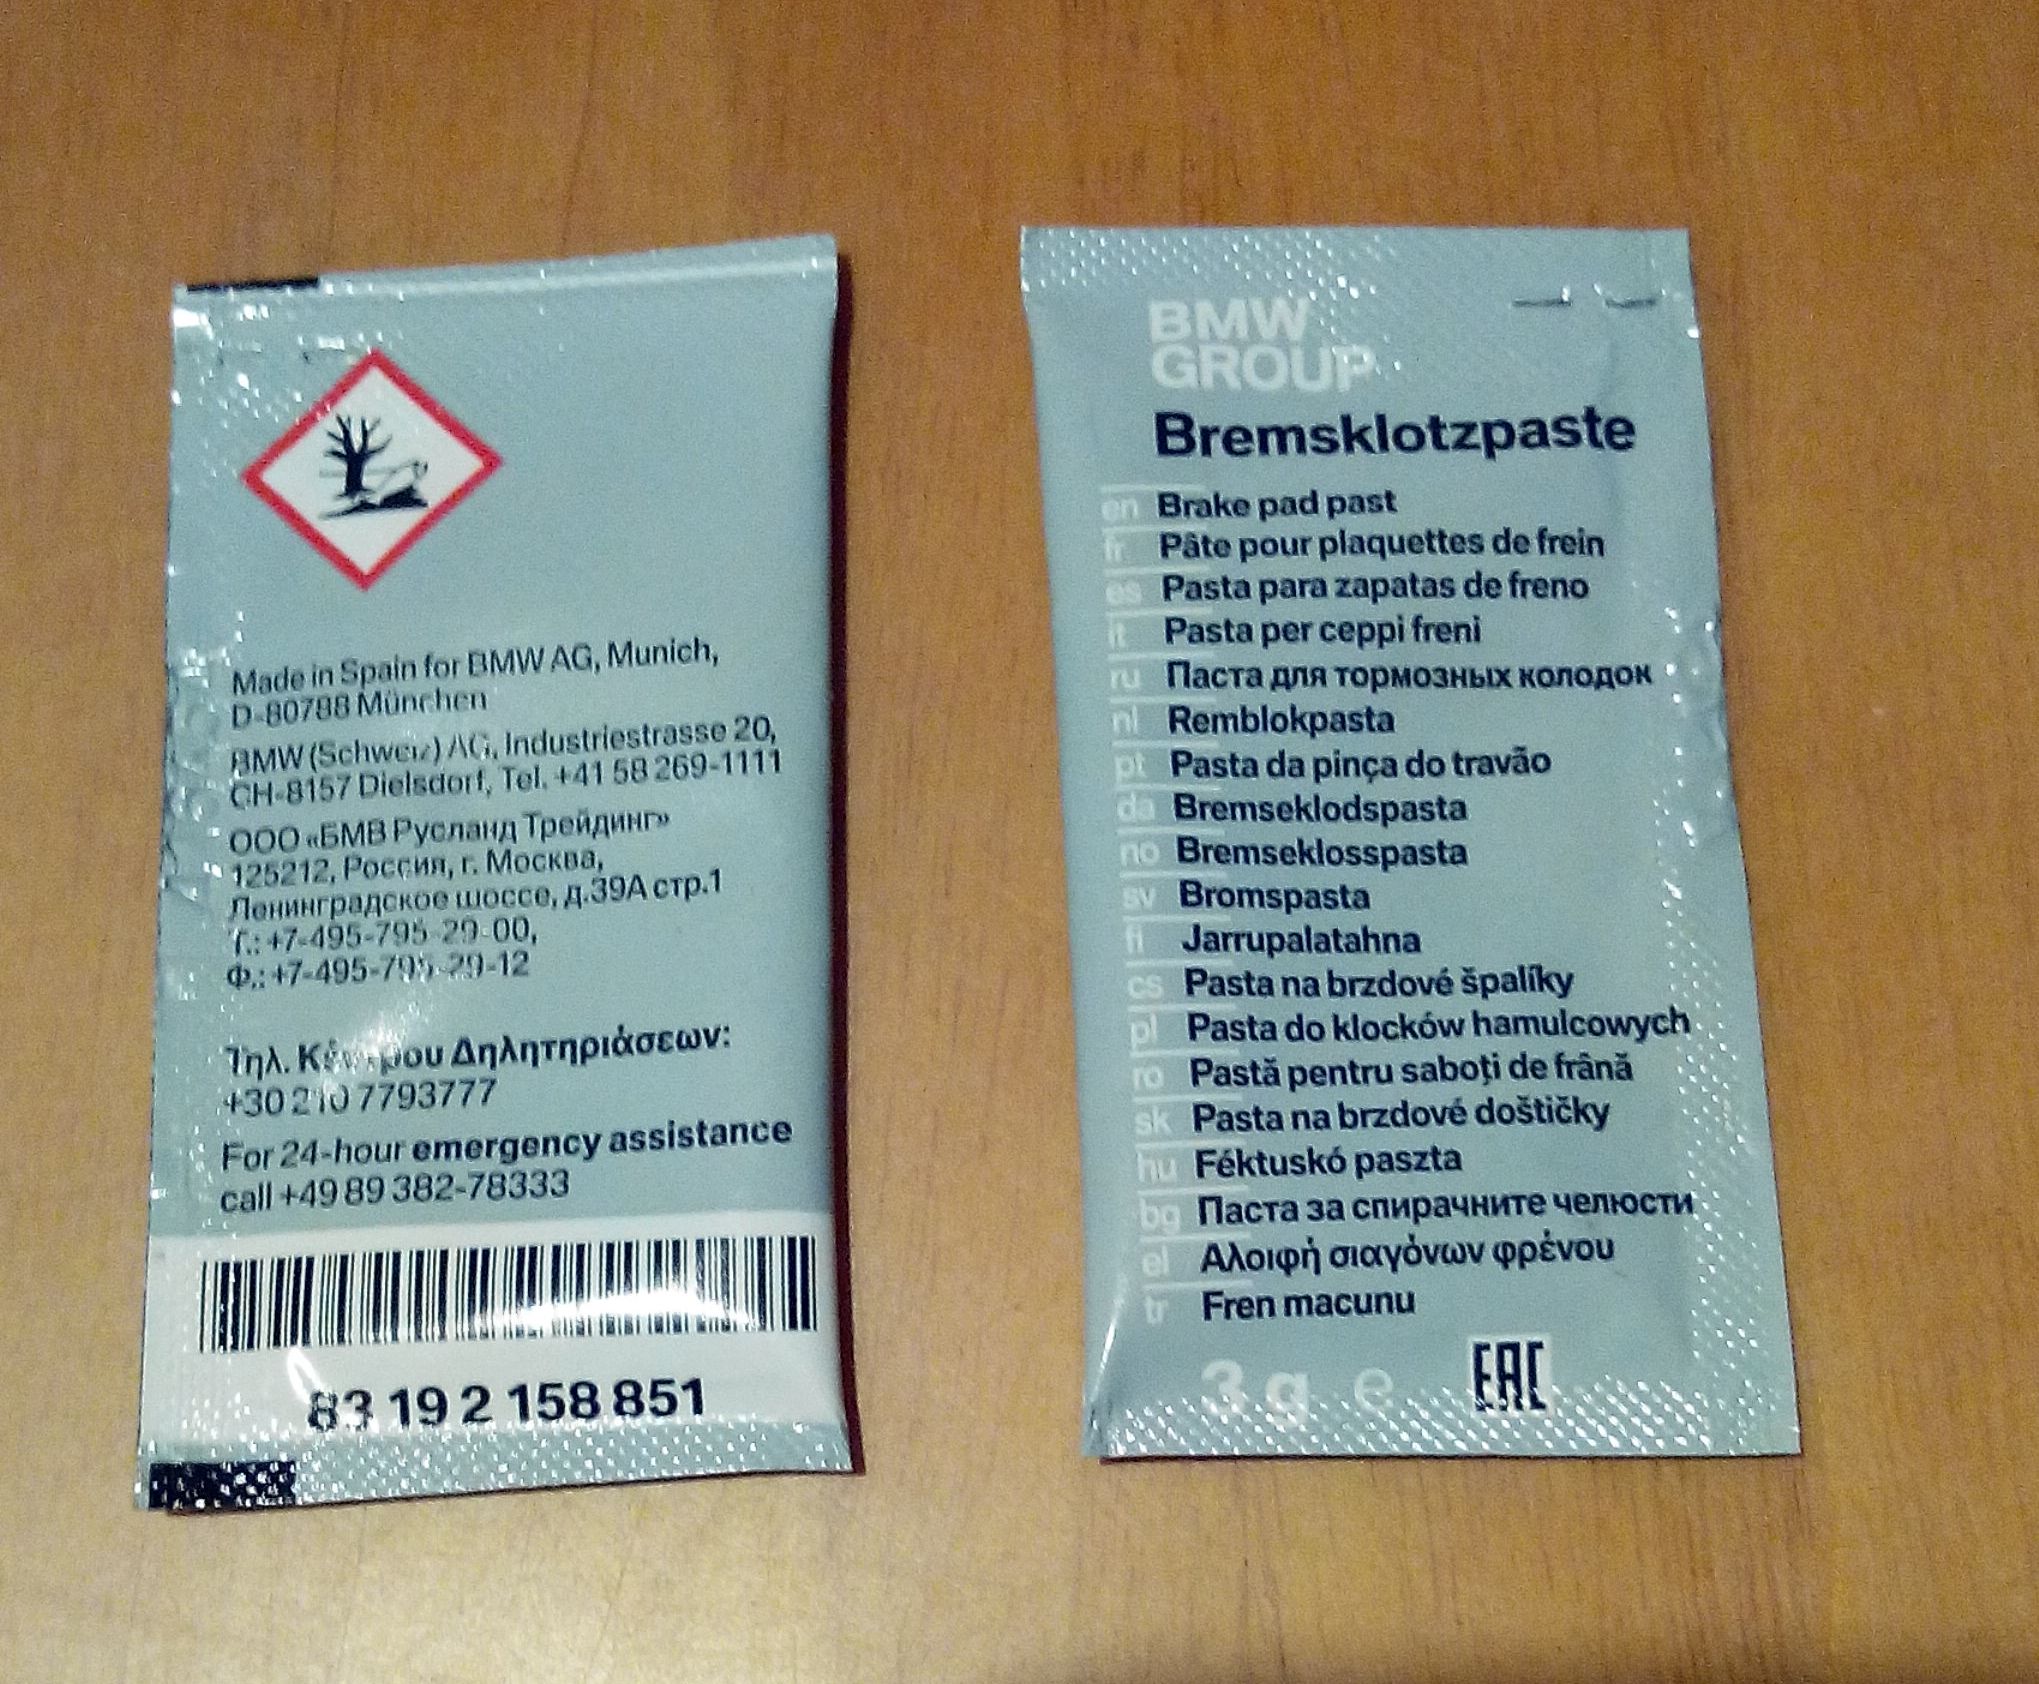 Made in Spain for BMW AG, Munich,
D-80788 München
BMW (Schweiz) AG, Industriestrasse 20,
CH-8157 Dielsdorf, Tel. +41 58 269-1111
ООО «БМВ Русланд Трейдинг»
125212, Россия, г. Москва,
Ленинградское шоссе, д.39А стр.1
Т.: +7-495-795-29-00,
Ф.: +7-495-795-29-12
Τηλ. Κέντρου Δηλητηριάσεων:
+30 210 7793777
For 24-hour emergency assistance
call +49 89 382-78333
83 19 2 158 851
BMW
GROUP
Bremsklotzpaste
en Brake pad past
fr Pâte pour plaquettes de frein
es Pasta para zapatas de freno
it Pasta per ceppi freni
ru Паста для тормозных колодок
nl Remblokpasta
pt Pasta da pinça do travão
da Bremseklodspasta
no Bremseklosspasta
sv Bromspasta
fi Jarrupalatahna
cs Pasta na brzdové špalíky
pl Pasta do klocków hamulcowych
ro Pastă pentru saboţi de frână
sk Pasta na brzdové doštičky
hu Féktuskó paszta
bg Паста за спирачните челюсти
el Αλοιφή σιαγόνων φρένου
tr Fren macunu
3 g e EAC